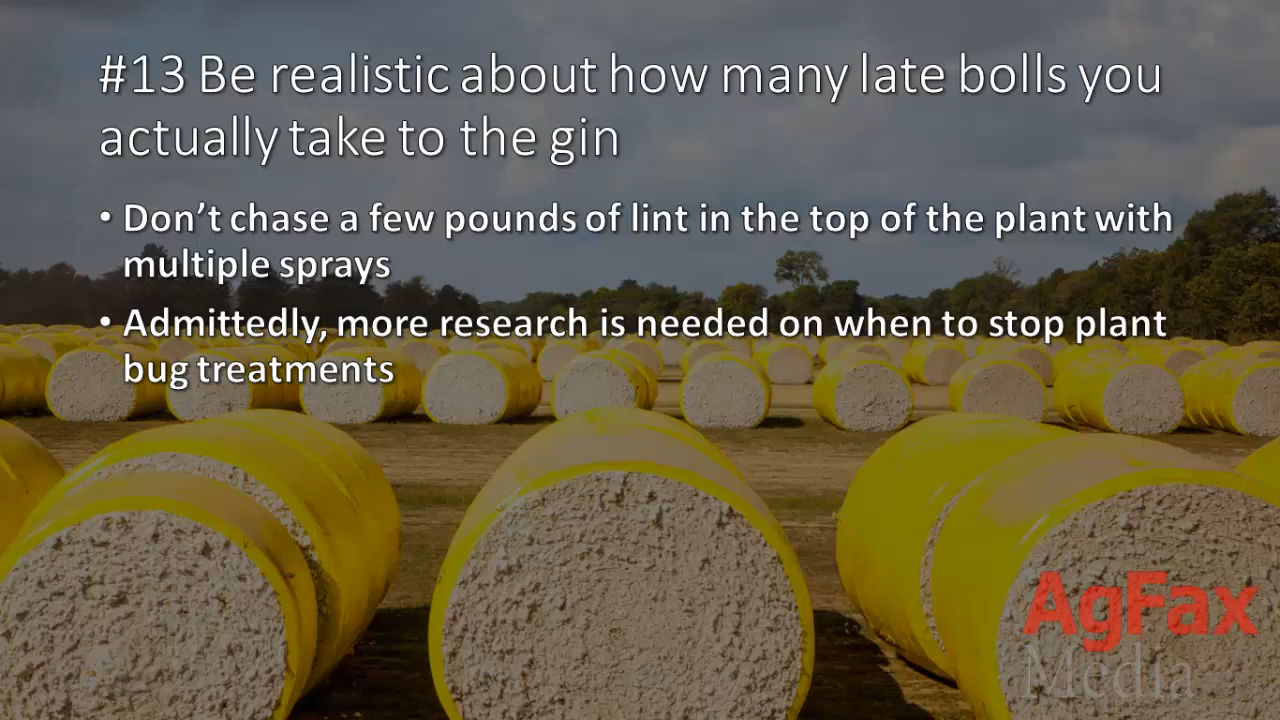 #13 Be realistic about how many late bolls you
actually take to the gin
• Don’t chase a few pounds of lint in the top of the plant with
multiple sprays
• Admittedly, more research is needed on when to stop plant
bug treatments
AgFax
Media